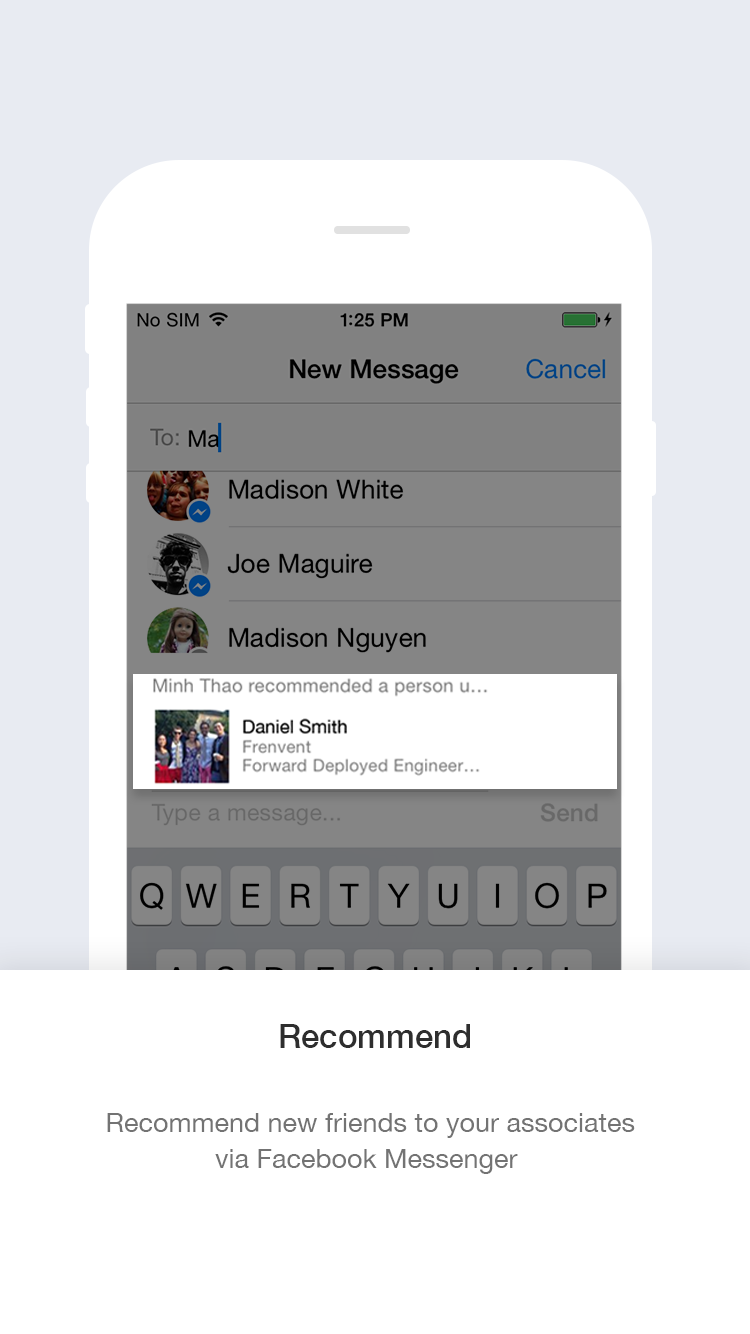 No SIM 1:25 PM
New Message Cancel
To: Ma
Madison White
Joe Maguire
Madison Nguyen
Minh Thao recommended a person u...
Daniel Smith
Frenvent
Forward Deployed Engineer...
Type a message... Send
Q W E R T Y U I O P
Recommend
Recommend new friends to your associates
via Facebook Messenger